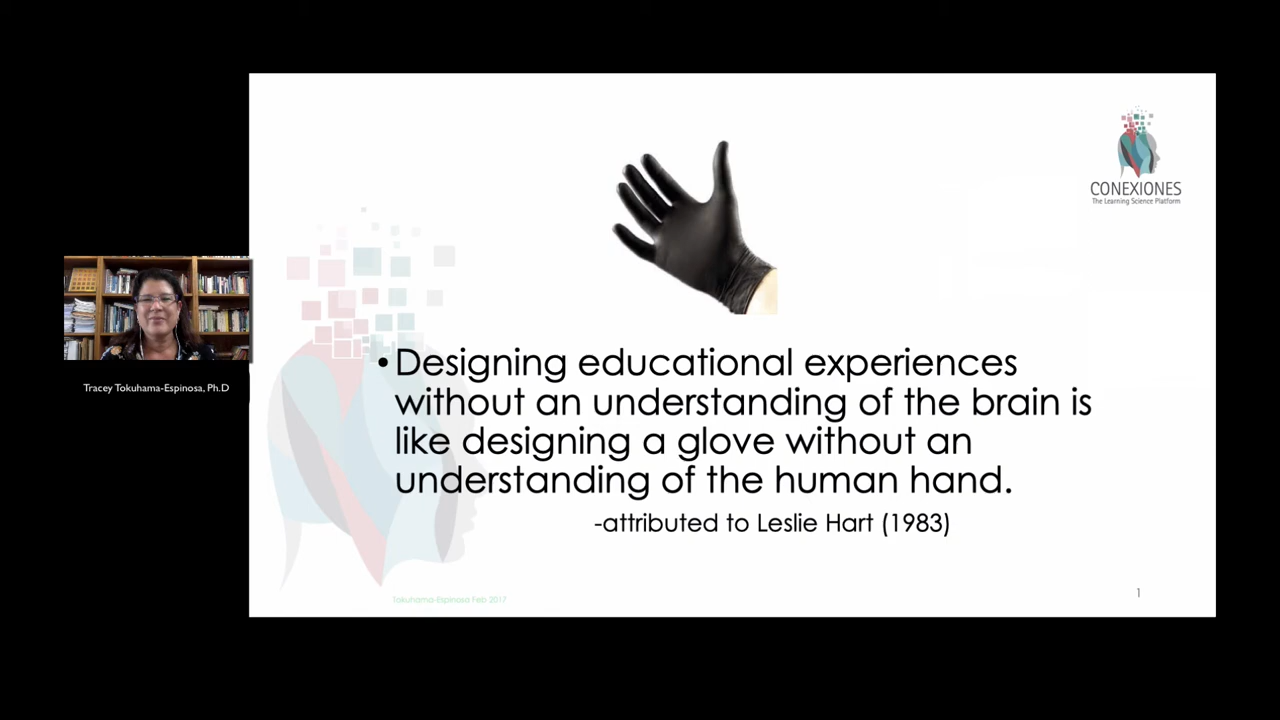 CONEXIONES
The Learning Science Platform
Tracey Tokuhama-Espinosa, Ph.D
• Designing educational experiences
without an understanding of the brain is
like designing a glove without an
understanding of the human hand.
-attributed to Leslie Hart (1983)
Tokuhama-Espinosa Feb 2017
1